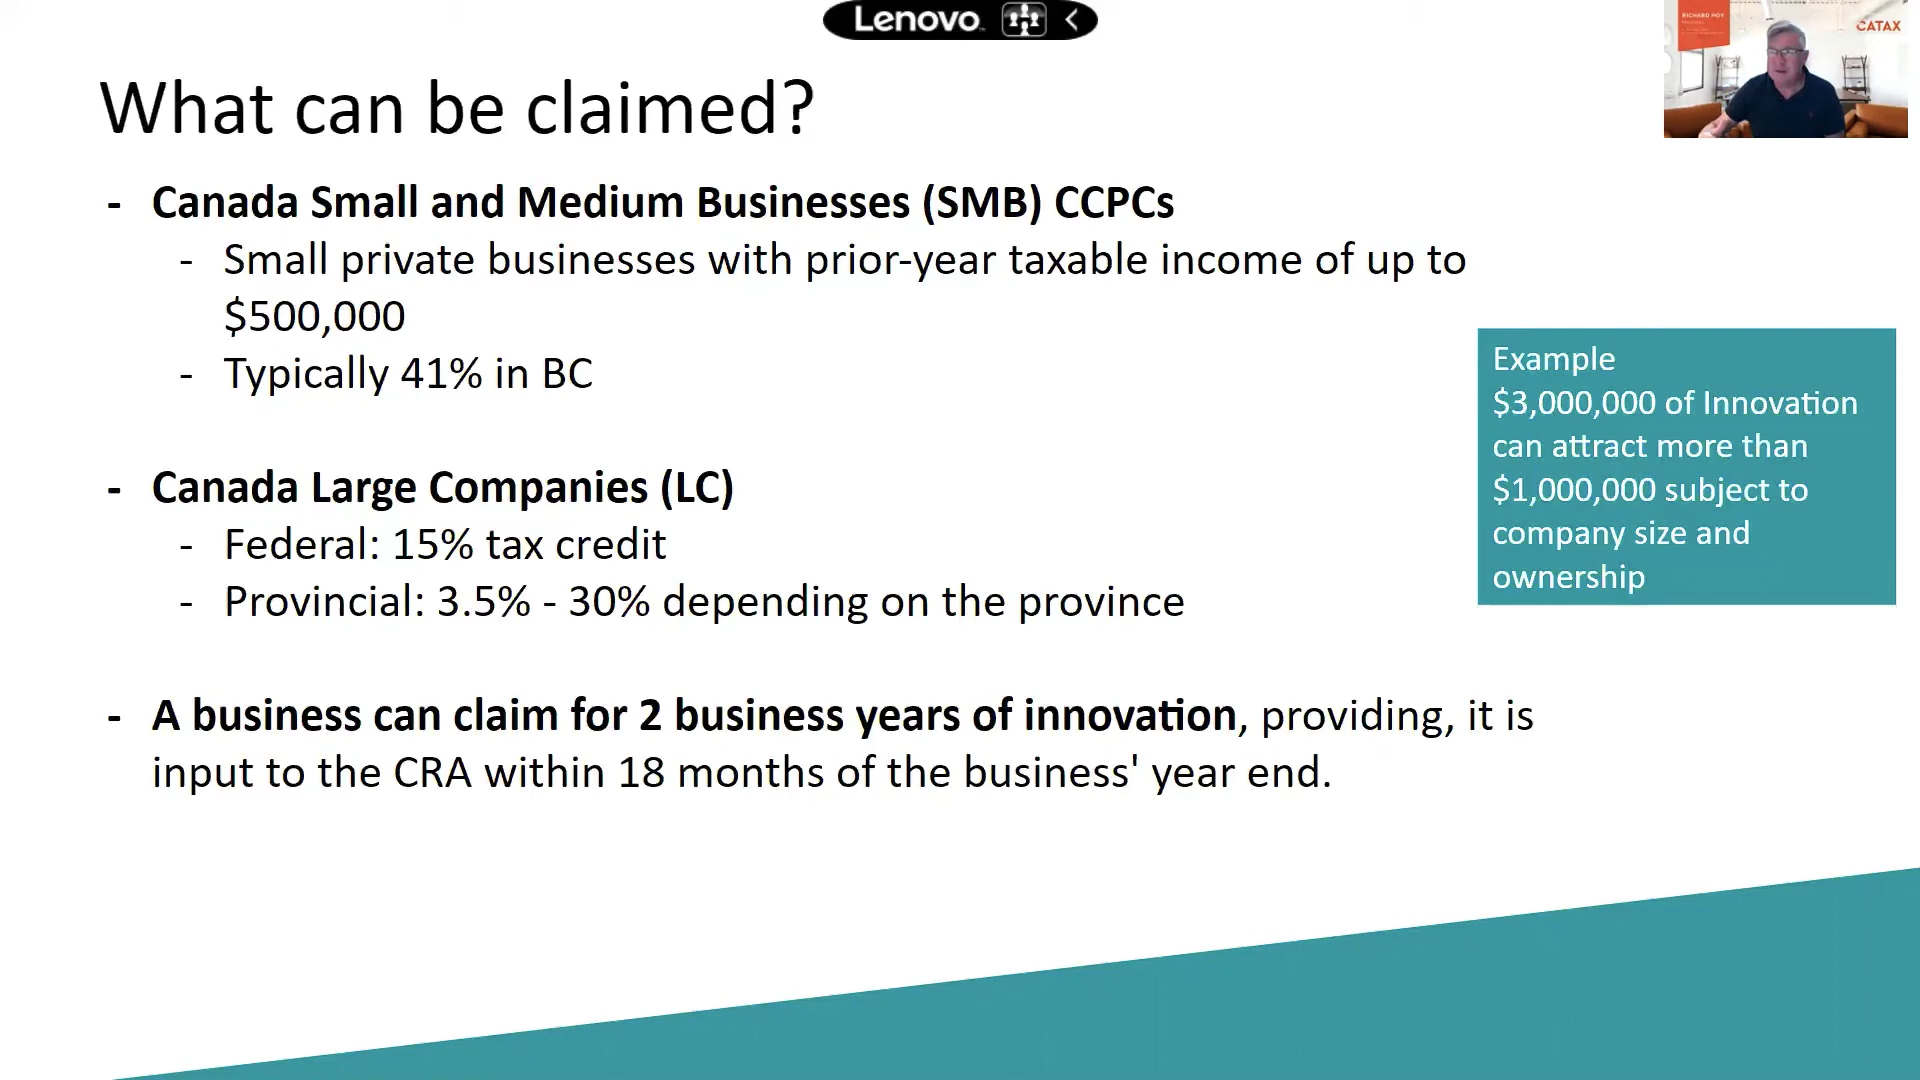 Lenovo
RICHARD MOY
CATAX
What can be claimed?
- Canada Small and Medium Businesses (SMB) CCPCs
- Small private businesses with prior-year taxable income of up to
$500,000
- Typically 41% in BC
- Canada Large Companies (LC)
- Federal: 15% tax credit
- Provincial: 3.5% - 30% depending on the province
- A business can claim for 2 business years of innovation, providing, it is
input to the CRA within 18 months of the business' year end.
Example
$3,000,000 of Innovation
can attract more than
$1,000,000 subject to
company size and
ownership